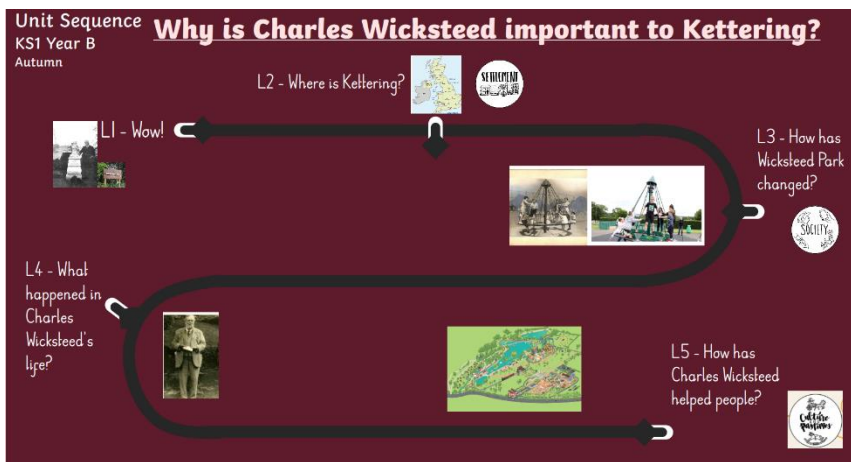 Unit Sequence
KS1 Year B
Autumn
Why is Charles Wicksteed important to Kettering?
L1 - Wow!
L2 - Where is Kettering?
SETTLEMENT
L3 - How has
Wicksteed Park
changed?
SOCIETY
L4 - What
happened in
Charles
Wicksteed's
life?
L5 - How has
Charles Wicksteed
helped people?
Culture
Pastimes